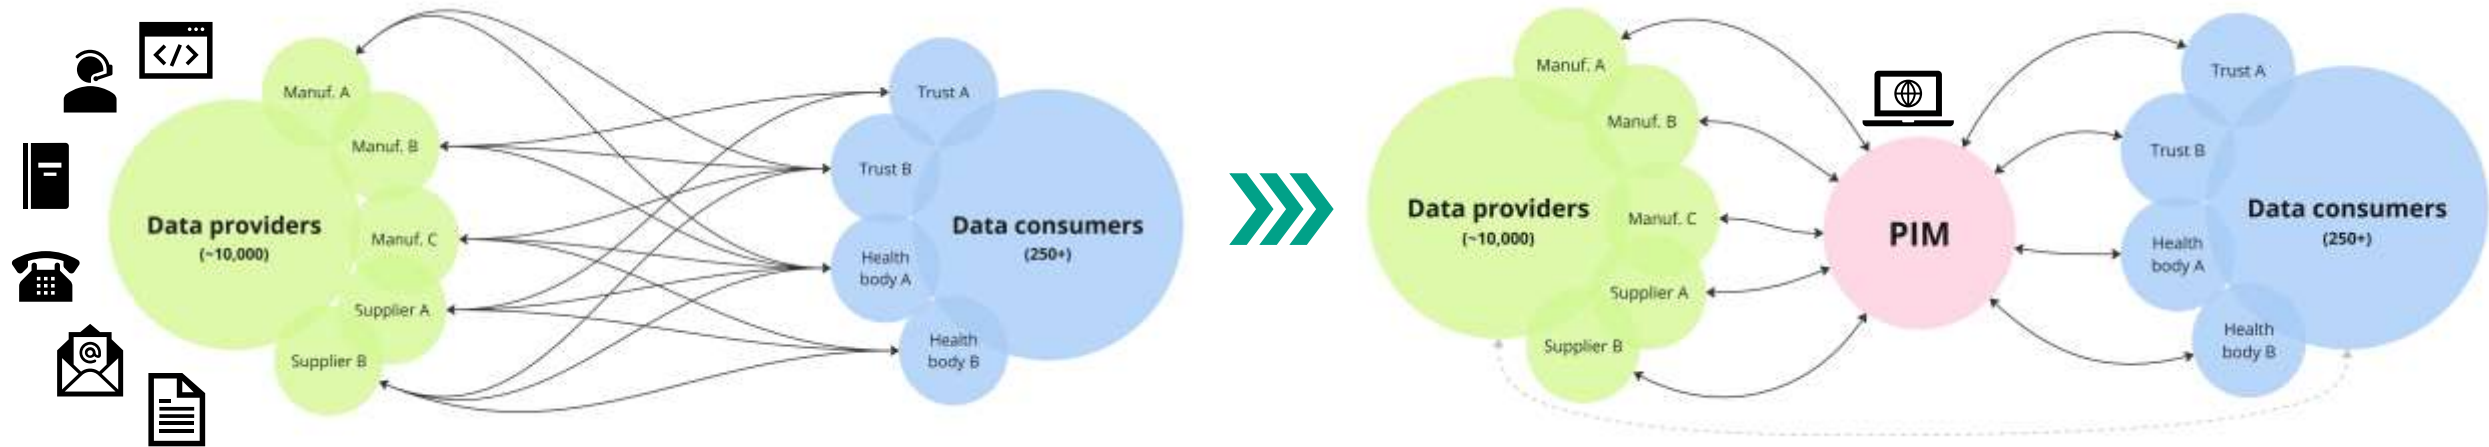 </>
@
Manuf. A
Manuf. B
Data providers
(~10,000)
Manuf. C
Supplier A
Supplier B
Trust A
Trust B
Data consumers
(250+)
Health
body A
Health
body B
Manuf. A
Manuf. B
Data providers
(~10,000)
Manuf. C
Supplier A
Supplier B
PIM
Trust A
Trust B
Data consumers
(250+)
Health
body A
Health
body B